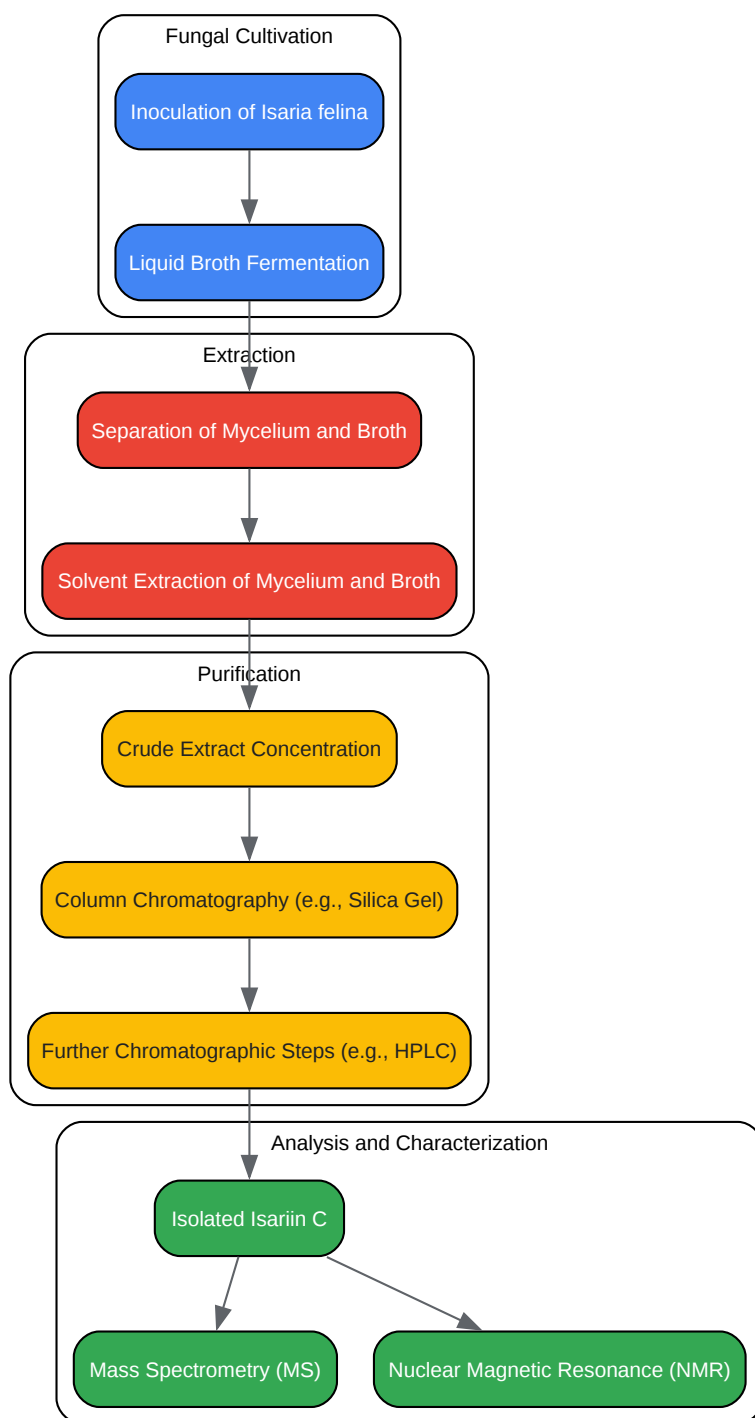 Fungal Cultivation
Inoculation of Isaria felina
Liquid Broth Fermentation
Extraction
Separation of Mycelium and Broth
Solvent Extraction of Mycelium and Broth
Purification
Crude Extract Concentration
Column Chromatography (e.g., Silica Gel)
Further Chromatographic Steps (e.g., HPLC)
Analysis and Characterization
Isolated Isariin C
Mass Spectrometry (MS)
Nuclear Magnetic Resonance (NMR)